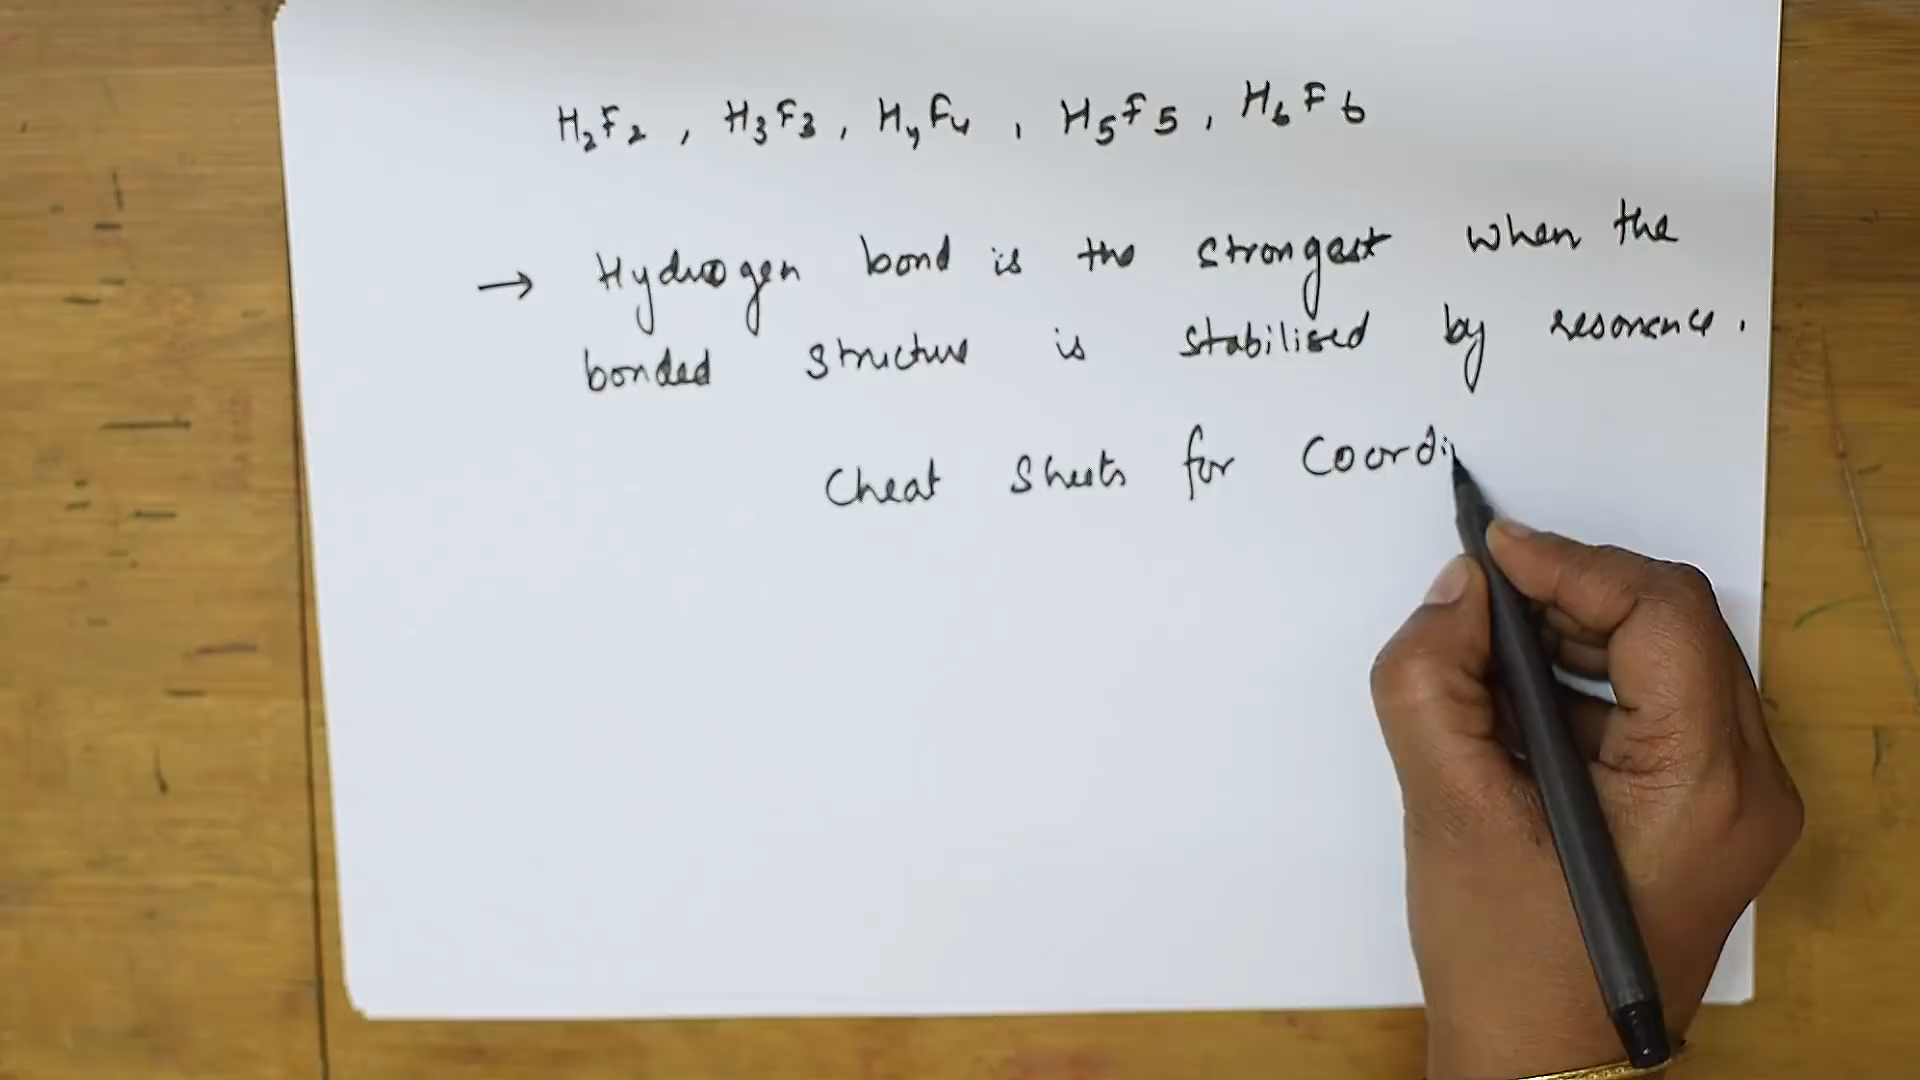 H2F2, H3F3, H4F4, H5F5, H6F6
→ Hydrogen bond is the strongest when the
bonded structure is stabilised by resonence.
Cheat Sheets for Coordi